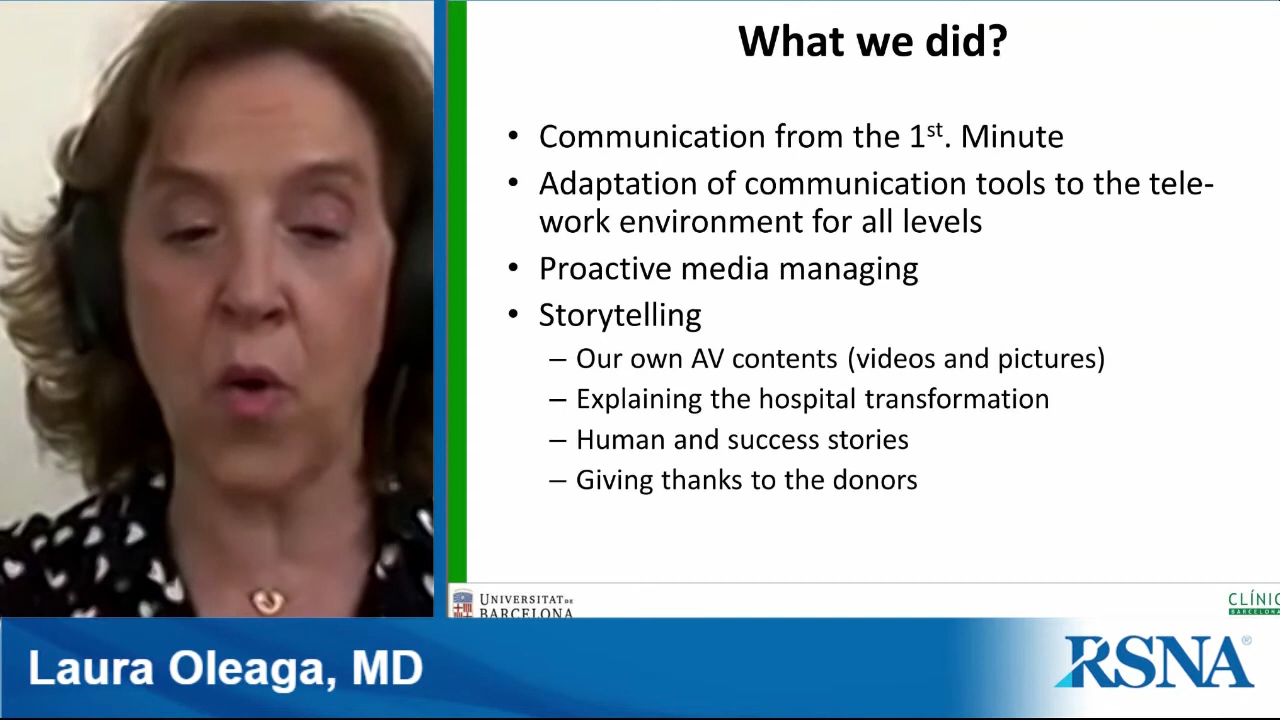 What we did?
• Communication from the 1st. Minute
• Adaptation of communication tools to the tele-
work environment for all levels
• Proactive media managing
• Storytelling
– Our own AV contents (videos and pictures)
– Explaining the hospital transformation
– Human and success stories
– Giving thanks to the donors
UNIVERSITAT DE
BARCELONA
CLÍNIC
BARCELONA
Laura Oleaga, MD
RSNA®